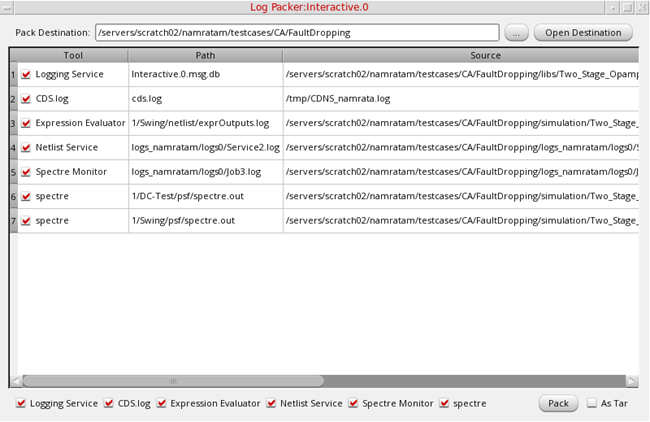 Log Packer:Interactive.0
Pack Destination: /servers/scratch02/namratam/testcases/CA/FaultDropping ... Open Destination
Tool Path Source
1 Logging Service Interactive.0.msg.db /servers/scratch02/namratam/testcases/CA/FaultDropping/libs/Two_Stage_Opamp
2 CDS.log cds.log /tmp/CDNS_namrata.log
3 Expression Evaluator 1/Swing/netlist/exprOutputs.log /servers/scratch02/namratam/testcases/CA/FaultDropping/simulation/Two_Stage_
4 Netlist Service logs_namratam/logs0/Service2.log /servers/scratch02/namratam/testcases/CA/FaultDropping/logs_namratam/logs0/S
5 Spectre Monitor logs_namratam/logs0/Job3.log /servers/scratch02/namratam/testcases/CA/FaultDropping/logs_namratam/logs0/J
6 spectre 1/DC-Test/psf/spectre.out /servers/scratch02/namratam/testcases/CA/FaultDropping/simulation/Two_Stage_
7 spectre 1/Swing/psf/spectre.out /servers/scratch02/namratam/testcases/CA/FaultDropping/simulation/Two_Stage_
Logging Service CDS.log Expression Evaluator Netlist Service Spectre Monitor spectre Pack As Tar